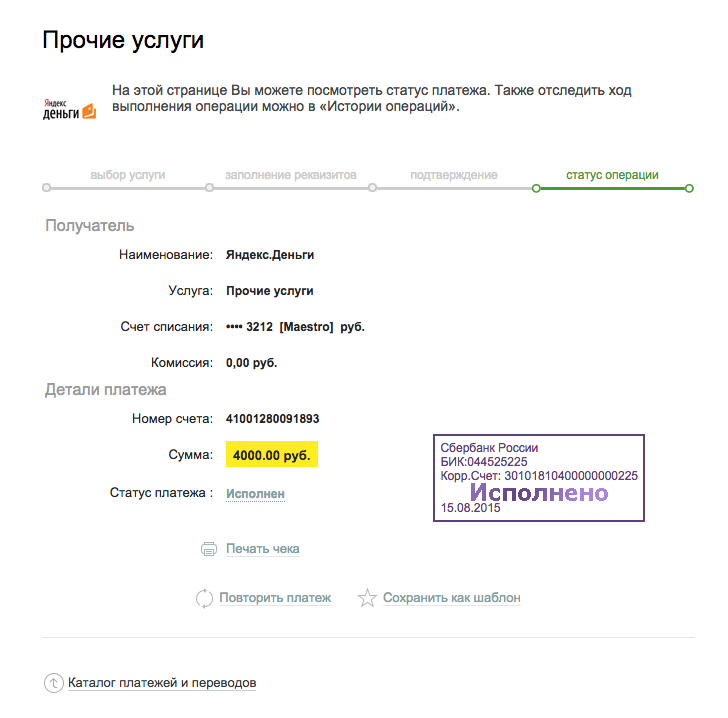 Прочие услуги
Яндекс
деньги
На этой странице Вы можете посмотреть статус платежа. Также отследить ход
выполнения операции можно в «Истории операций».
выбор услуги заполнение реквизитов подтверждение статус операции
Получатель
Наименование: Яндекс.Деньги
Услуга: Прочие услуги
Счет списания: •••• 3212 [Maestro] руб.
Комиссия: 0,00 руб.
Детали платежа
Номер счета: 41001280091893
Сумма: 4000.00 руб.
Статус платежа : Исполнен
Сбербанк России
БИК:044525225
Корр.Счет: 30101810400000000225
Исполнено
15.08.2015
Печать чека
Повторить платеж Сохранить как шаблон
Каталог платежей и переводов